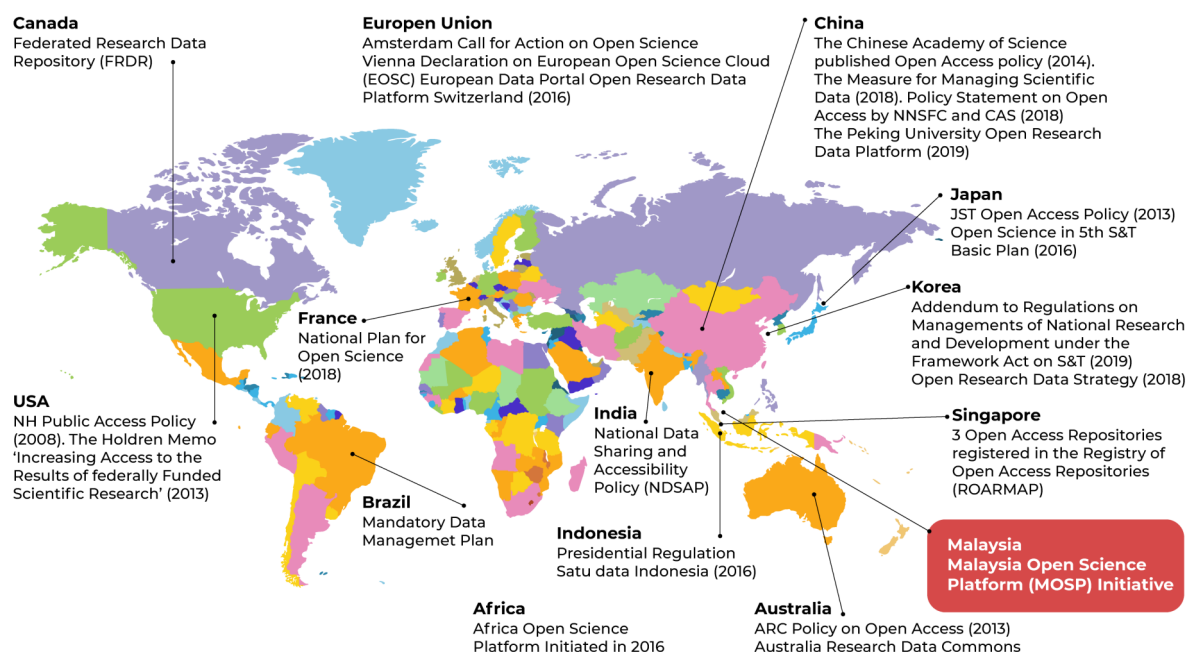 Canada
Federated Research Data
Repository (FRDR)
Europen Union
Amsterdam Call for Action on Open Science
Vienna Declaration on European Open Science Cloud
(EOSC) European Data Portal Open Research Data
Platform Switzerland (2016)
China
The Chinese Academy of Science
published Open Access policy (2014).
The Measure for Managing Scientific
Data (2018). Policy Statement on Open
Access by NNSFC and CAS (2018)
The Peking University Open Research
Data Platform (2019)
Japan
JST Open Access Policy (2013)
Open Science in 5th S&T
Basic Plan (2016)
Korea
Addendum to Regulations on
Managements of National Research
and Development under the
Framework Act on S&T (2019)
Open Research Data Strategy (2018)
France
National Plan for
Open Science
(2018)
USA
NH Public Access Policy
(2008). The Holdren Memo
‘Increasing Access to the
Results of federally Funded
Scientific Research’ (2013)
India
National Data
Sharing and
Accessibility
Policy (NDSAP)
Singapore
3 Open Access Repositories
registered in the Registry of
Open Access Repositories
(ROARMAP)
Brazil
Mandatory Data
Managemet Plan
Indonesia
Presidential Regulation
Satu data Indonesia (2016)
Malaysia
Malaysia Open Science
Platform (MOSP) Initiative
Africa
Africa Open Science
Platform Initiated in 2016
Australia
ARC Policy on Open Access (2013)
Australia Research Data Commons